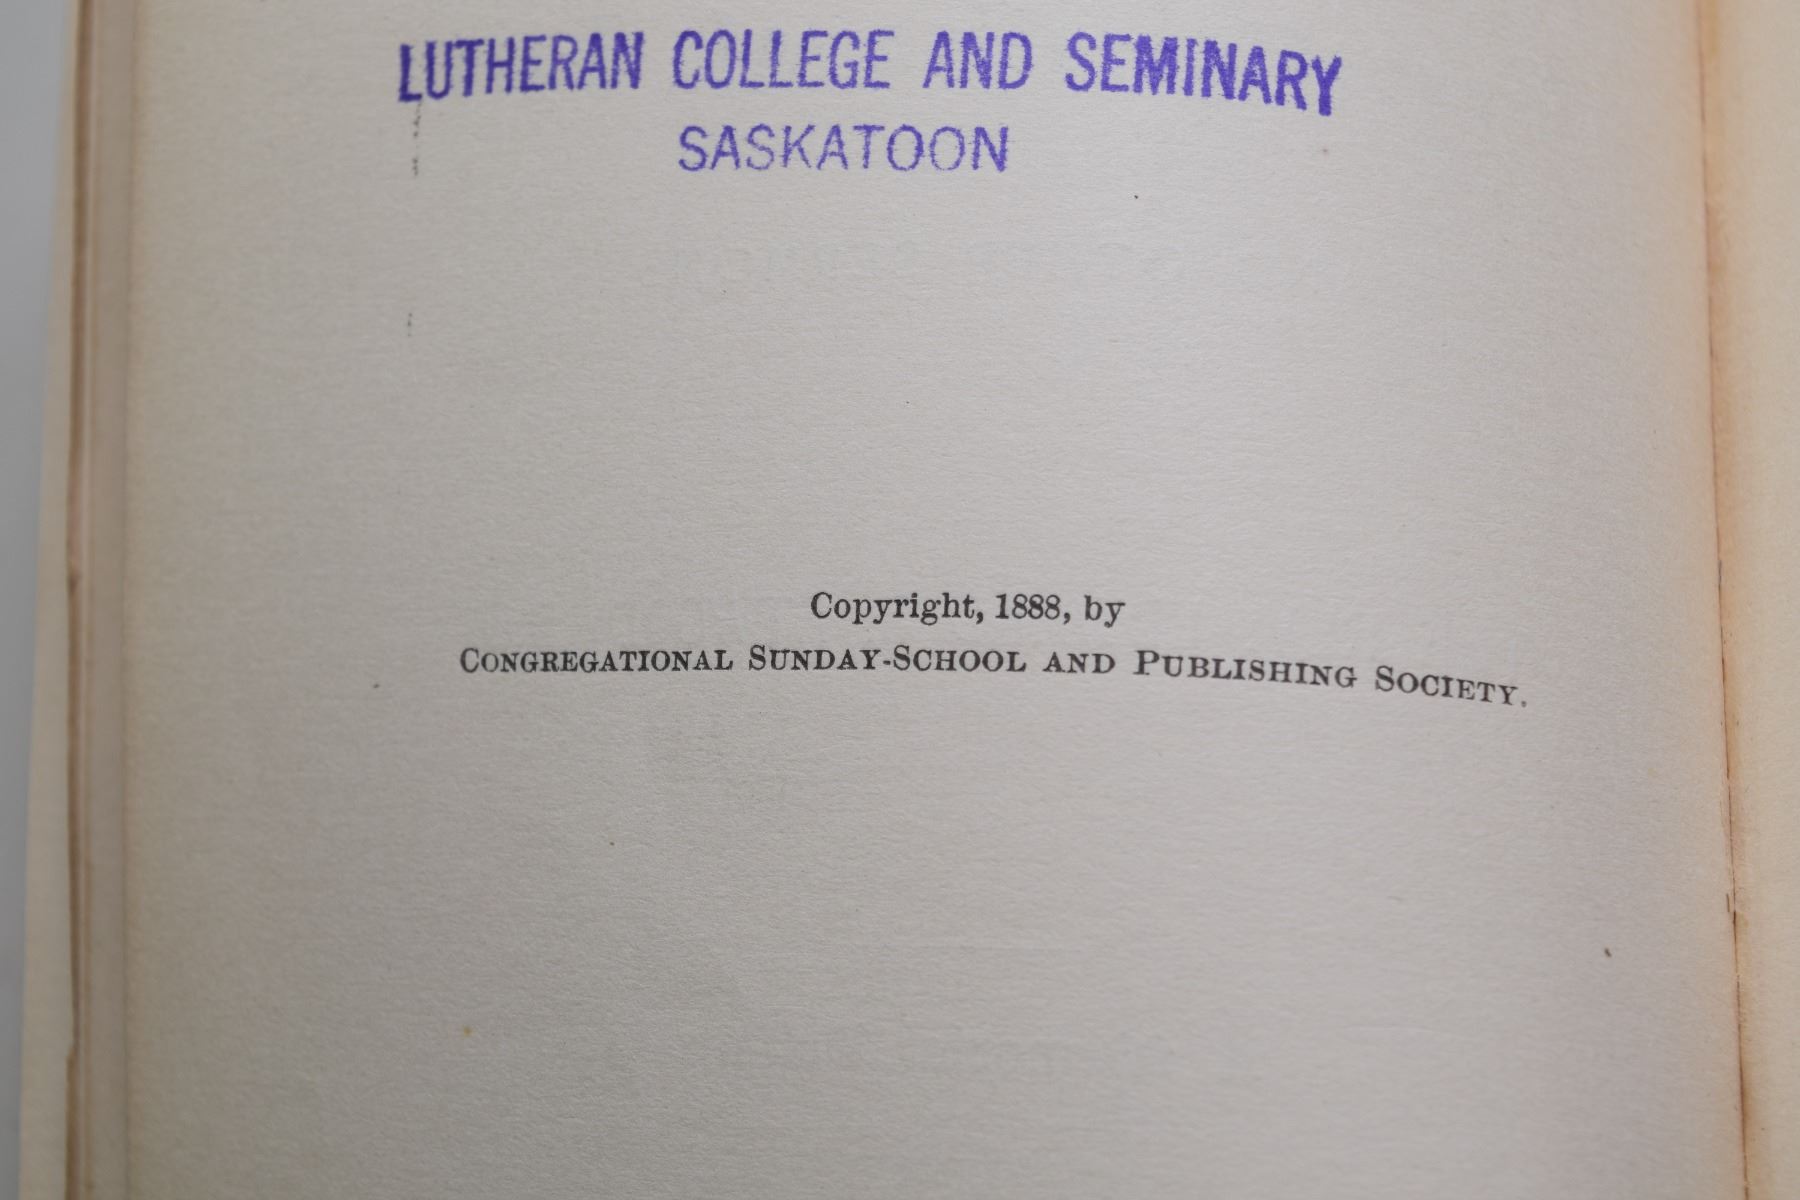 LUTHERAN COLLEGE AND SEMINARY
SASKATOON
Copyright, 1888, by
CONGREGATIONAL SUNDAY-SCHOOL AND PUBLISHING SOCIETY.